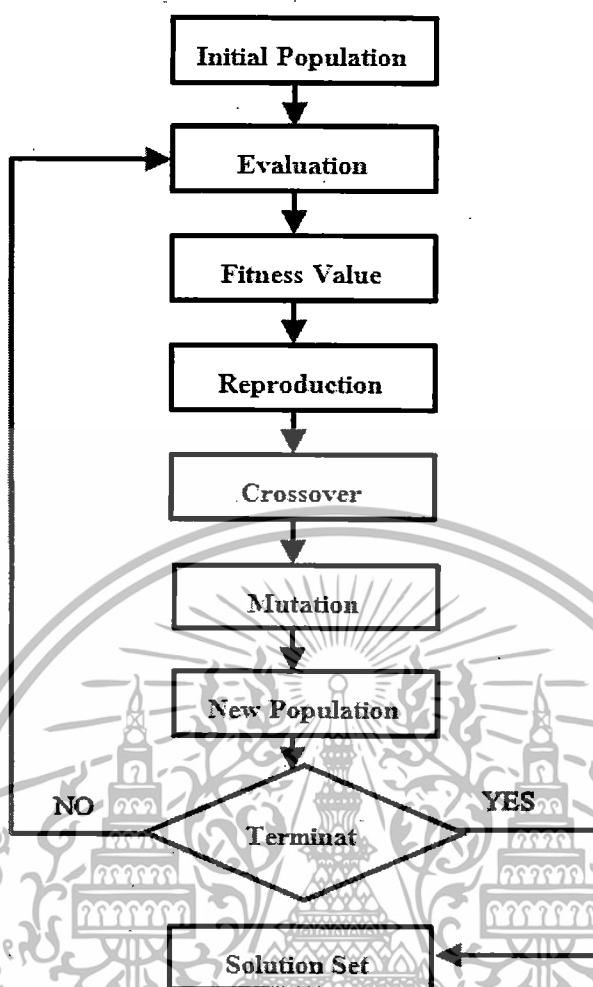 Initial Population
Evaluation
Fitness Value
Reproduction
Crossover
Mutation
New Population
NO
YES
Terminat
Solution Set